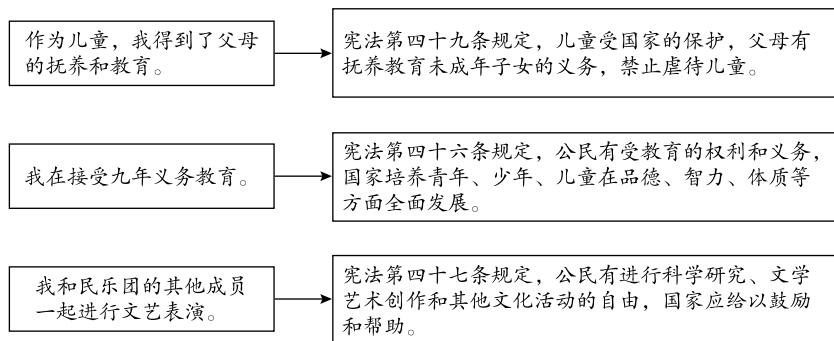 作为儿童，我得到了父母
的抚养和教育。
宪法第四十九条规定，儿童受国家的保护，父母有
抚养教育未成年子女的义务，禁止虐待儿童。
我在接受九年义务教育。
宪法第四十六条规定，公民有受教育的权利和义务，
国家培养青年、少年、儿童在品德、智力、体质等
方面全面发展。
我和民乐团的其他成员
一起进行文艺表演。
宪法第四十七条规定，公民有进行科学研究、文学
艺术创作和其他文化活动的自由，国家应给以鼓励
和帮助。